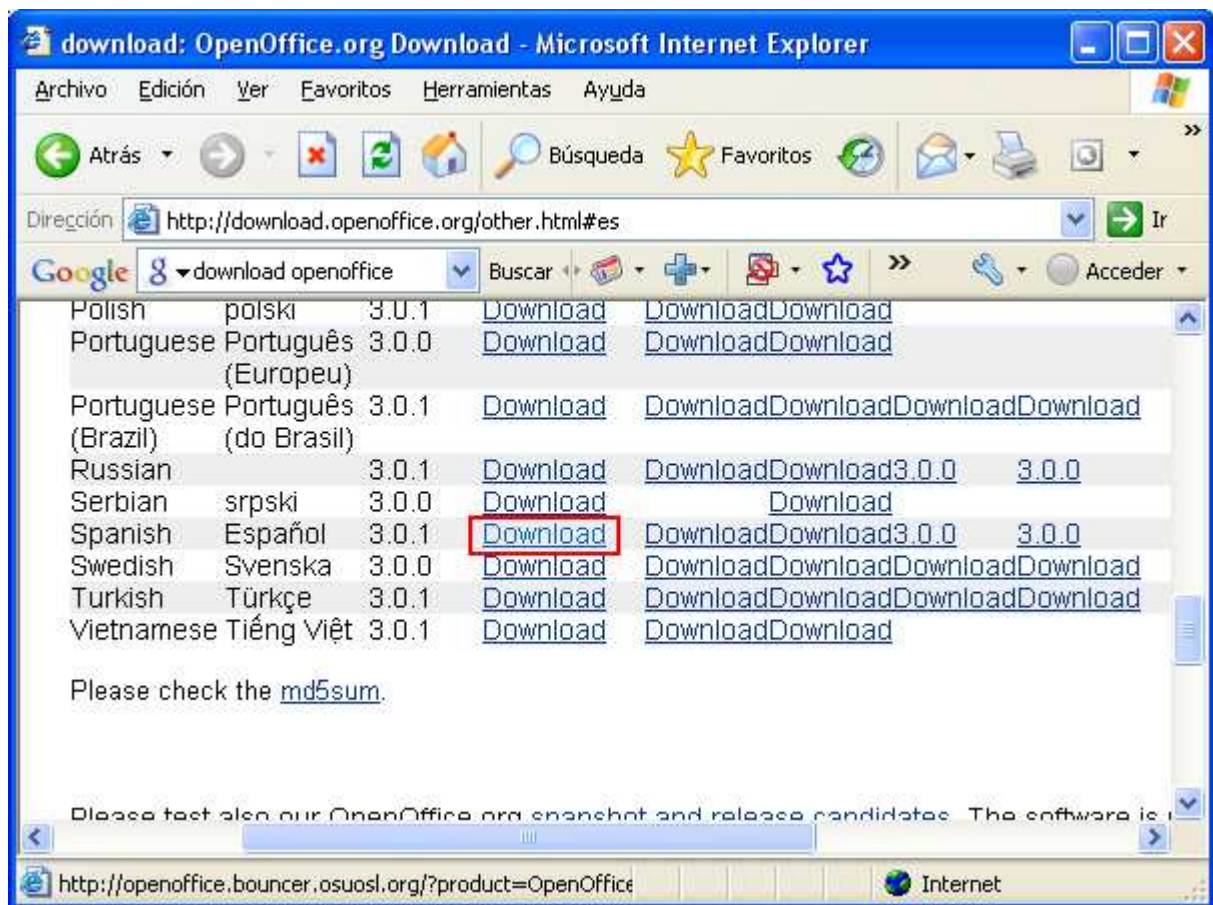 download: OpenOffice.org Download - Microsoft Internet Explorer
Archivo Edición Ver Favoritos Herramientas Ayuda
Atrás Búsqueda Favoritos »
Dirección http://download.openoffice.org/other.html#es Ir
Google g download openoffice Buscar » Acceder
Polish polski 3.0.1 Download DownloadDownload
Portuguese Português 3.0.0 Download DownloadDownload
(Europeu)
Portuguese Português 3.0.1 Download DownloadDownloadDownloadDownload
(Brazil) (do Brasil)
Russian 3.0.1 Download DownloadDownload3.0.0 3.0.0
Serbian srpski 3.0.0 Download Download
Spanish Español 3.0.1 Download DownloadDownload3.0.0 3.0.0
Swedish Svenska 3.0.0 Download DownloadDownloadDownloadDownload
Turkish Türkçe 3.0.1 Download DownloadDownloadDownloadDownload
Vietnamese Tiếng Việt 3.0.1 Download DownloadDownload
Please check the md5sum.
Please test also our OpenOffice.org snapshot and release candidates. The software is
http://openoffice.bouncer.osuosl.org/?product=OpenOffice Internet